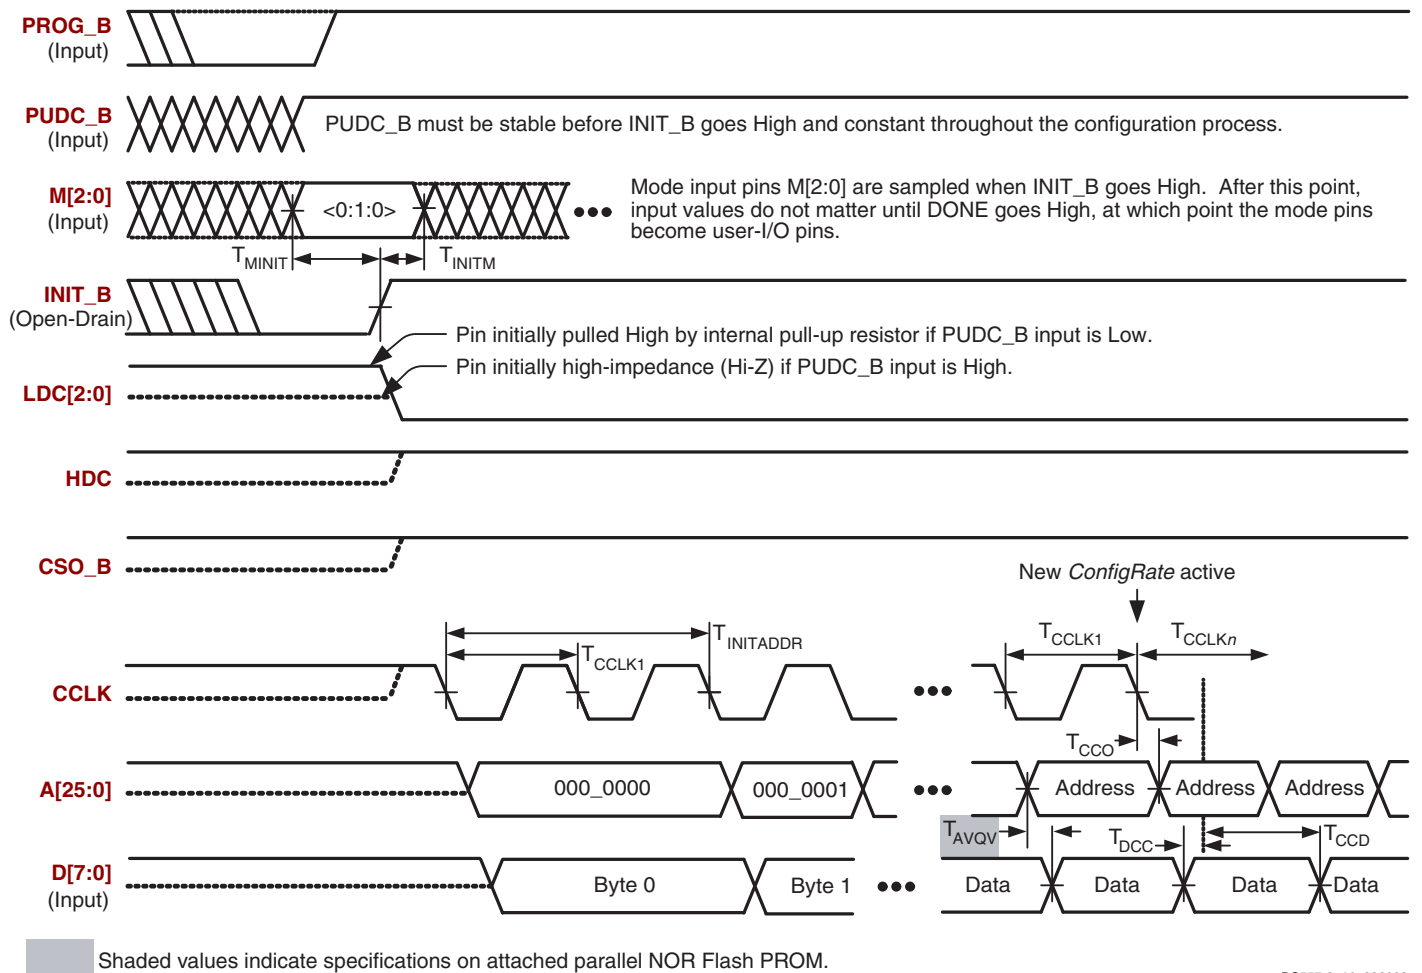 PROG_B
(Input)
PUDC_B
(Input)
PUDC_B must be stable before INIT_B goes High and constant throughout the configuration process.
M[2:0]
(Input)
<0:1:0>
Mode input pins M[2:0] are sampled when INIT_B goes High. After this point,
input values do not matter until DONE goes High, at which point the mode pins
become user-I/O pins.
TMINIT
TINITM
INIT_B
(Open-Drain)
Pin initially pulled High by internal pull-up resistor if PUDC_B input is Low.
Pin initially high-impedance (Hi-Z) if PUDC_B input is High.
LDC[2:0]
HDC
CSO_B
New ConfigRate active
TINITADDR
TCCLK1
TCCLK1
TCCLKn
CCLK
TCCO
A[25:0]
000_0000
000_0001
Address
Address
Address
TAVQV
TDCC
TCCD
D[7:0]
(Input)
Byte 0
Byte 1
Data
Data
Data
Data
Shaded values indicate specifications on attached parallel NOR Flash PROM.